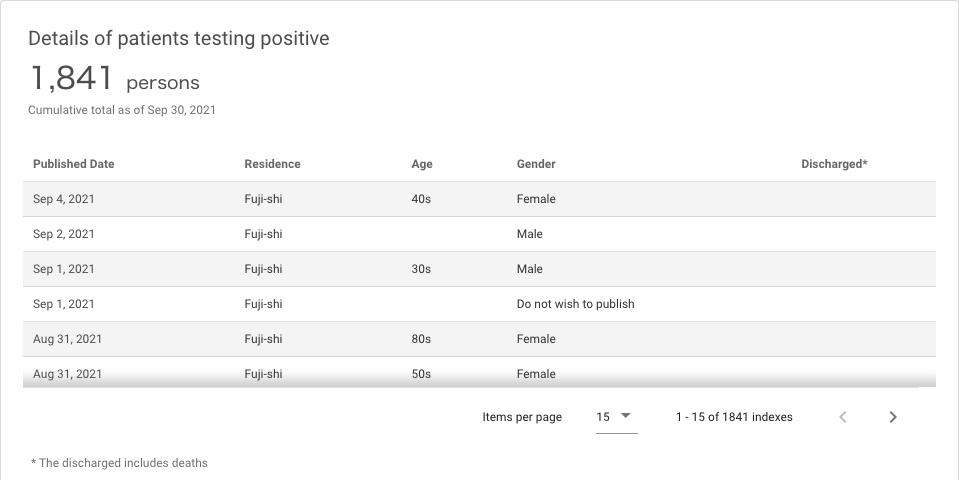 Details of patients testing positive
1,841 persons
Cumulative total as of Sep 30, 2021
Published Date Residence Age Gender Discharged*
Sep 4, 2021 Fuji-shi 40s Female
Sep 2, 2021 Fuji-shi Male
Sep 1, 2021 Fuji-shi 30s Male
Sep 1, 2021 Fuji-shi Do not wish to publish
Aug 31, 2021 Fuji-shi 80s Female
Aug 31, 2021 Fuji-shi 50s Female
Items per page 15 1 - 15 of 1841 indexes
* The discharged includes deaths